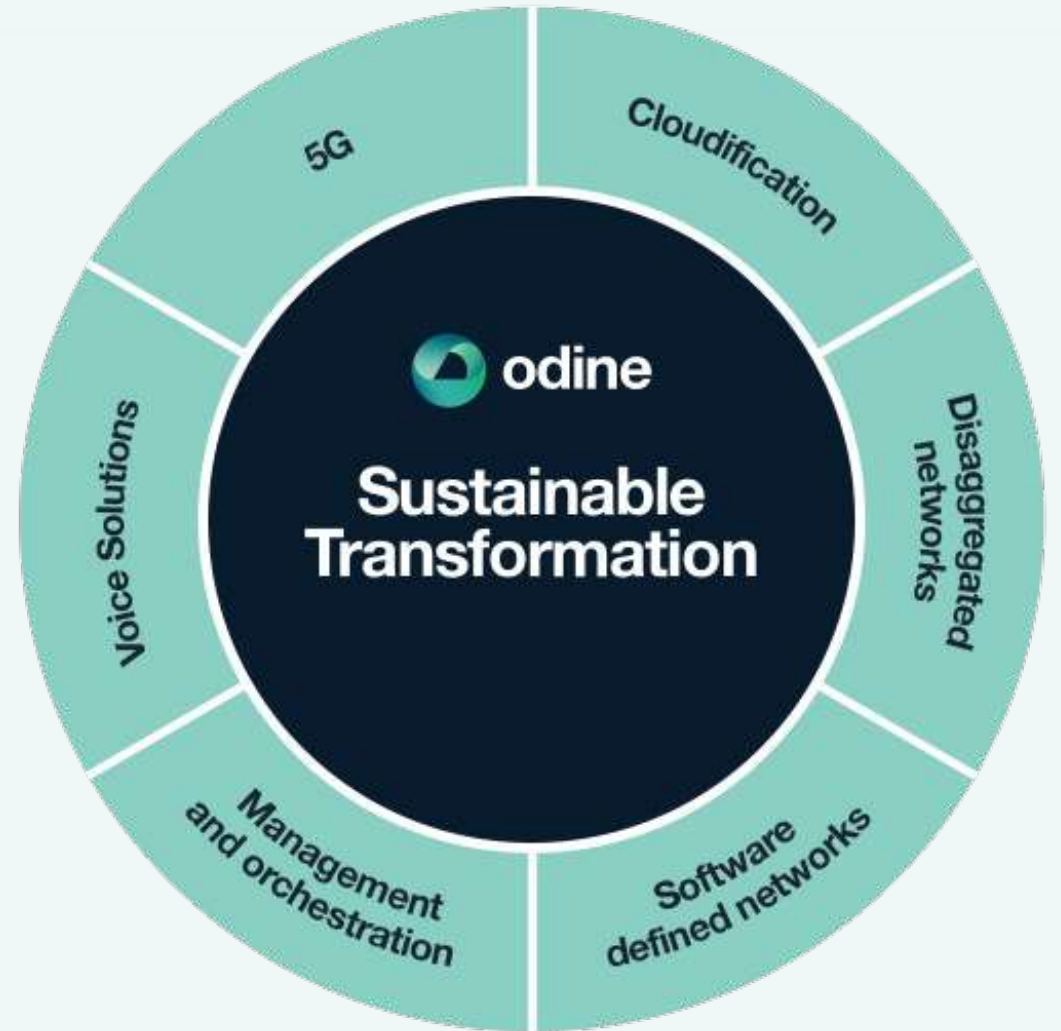 odine
Sustainable
Transformation
5G
Cloudification
Disaggregated
networks
Software
defined networks
Management
and orchestration
Voice Solutions